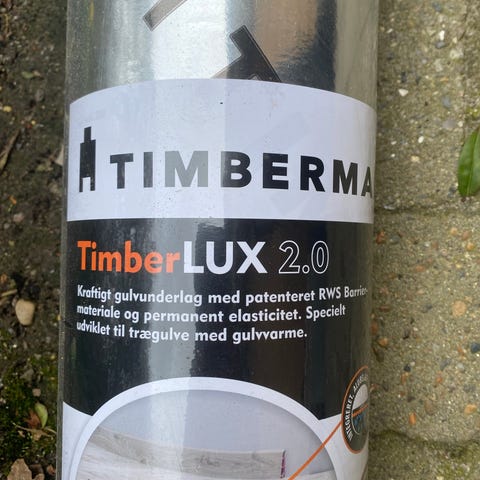 TIMBERMA
TimberLUX 2.0
Kraftigt gulvunderlag med patenteret RWS Barrier-
materiale og permanent elasticitet. Specielt
udviklet til trægulve med gulvvarme.